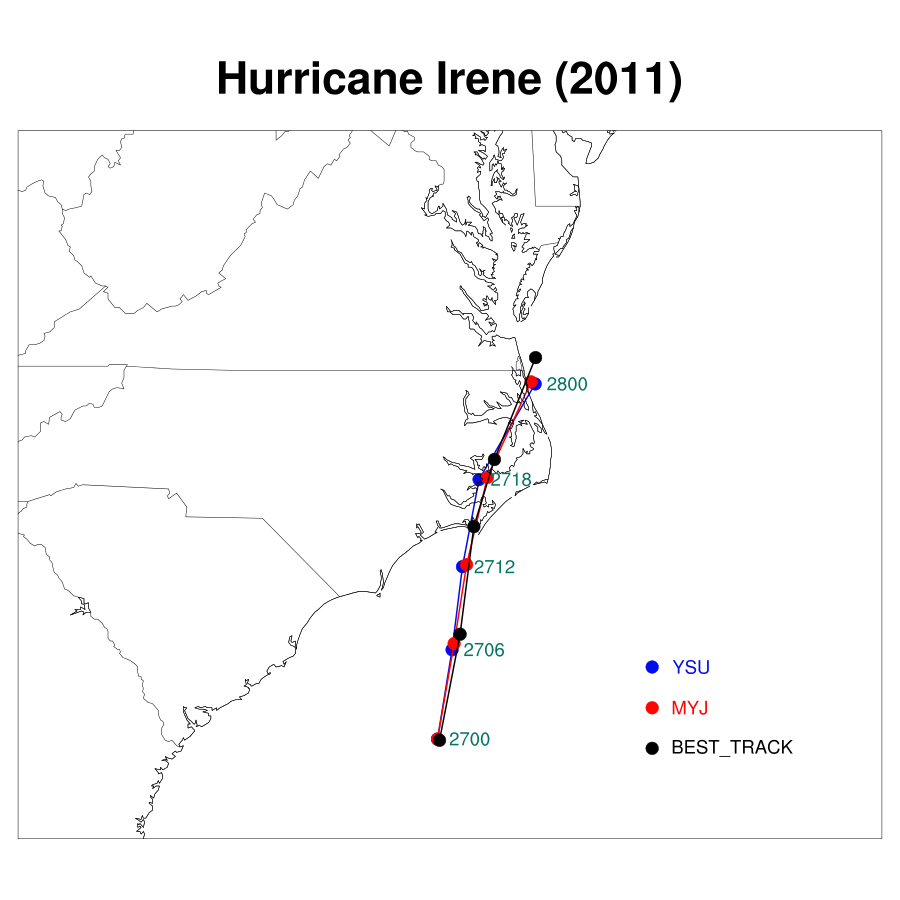 Hurricane Irene (2011)
2800
2718
2712
2706
2700
YSU
MYJ
BEST_TRACK